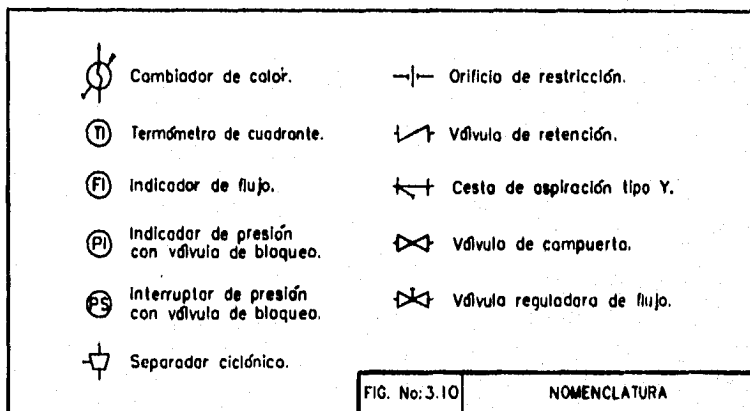 Cambiador de calor.
TI Termómetro de cuadrante.
FI Indicador de flujo.
PI Indicador de presión
con válvula de bloqueo.
PS Interruptor de presión
con válvula de bloqueo.
Separador ciclónico.
Orificio de restricción.
Válvula de retención.
Cesta de aspiración tipo Y.
Válvula de compuerta.
Válvula reguladora de flujo.
FIG. No: 3.10 NOMENCLATURA